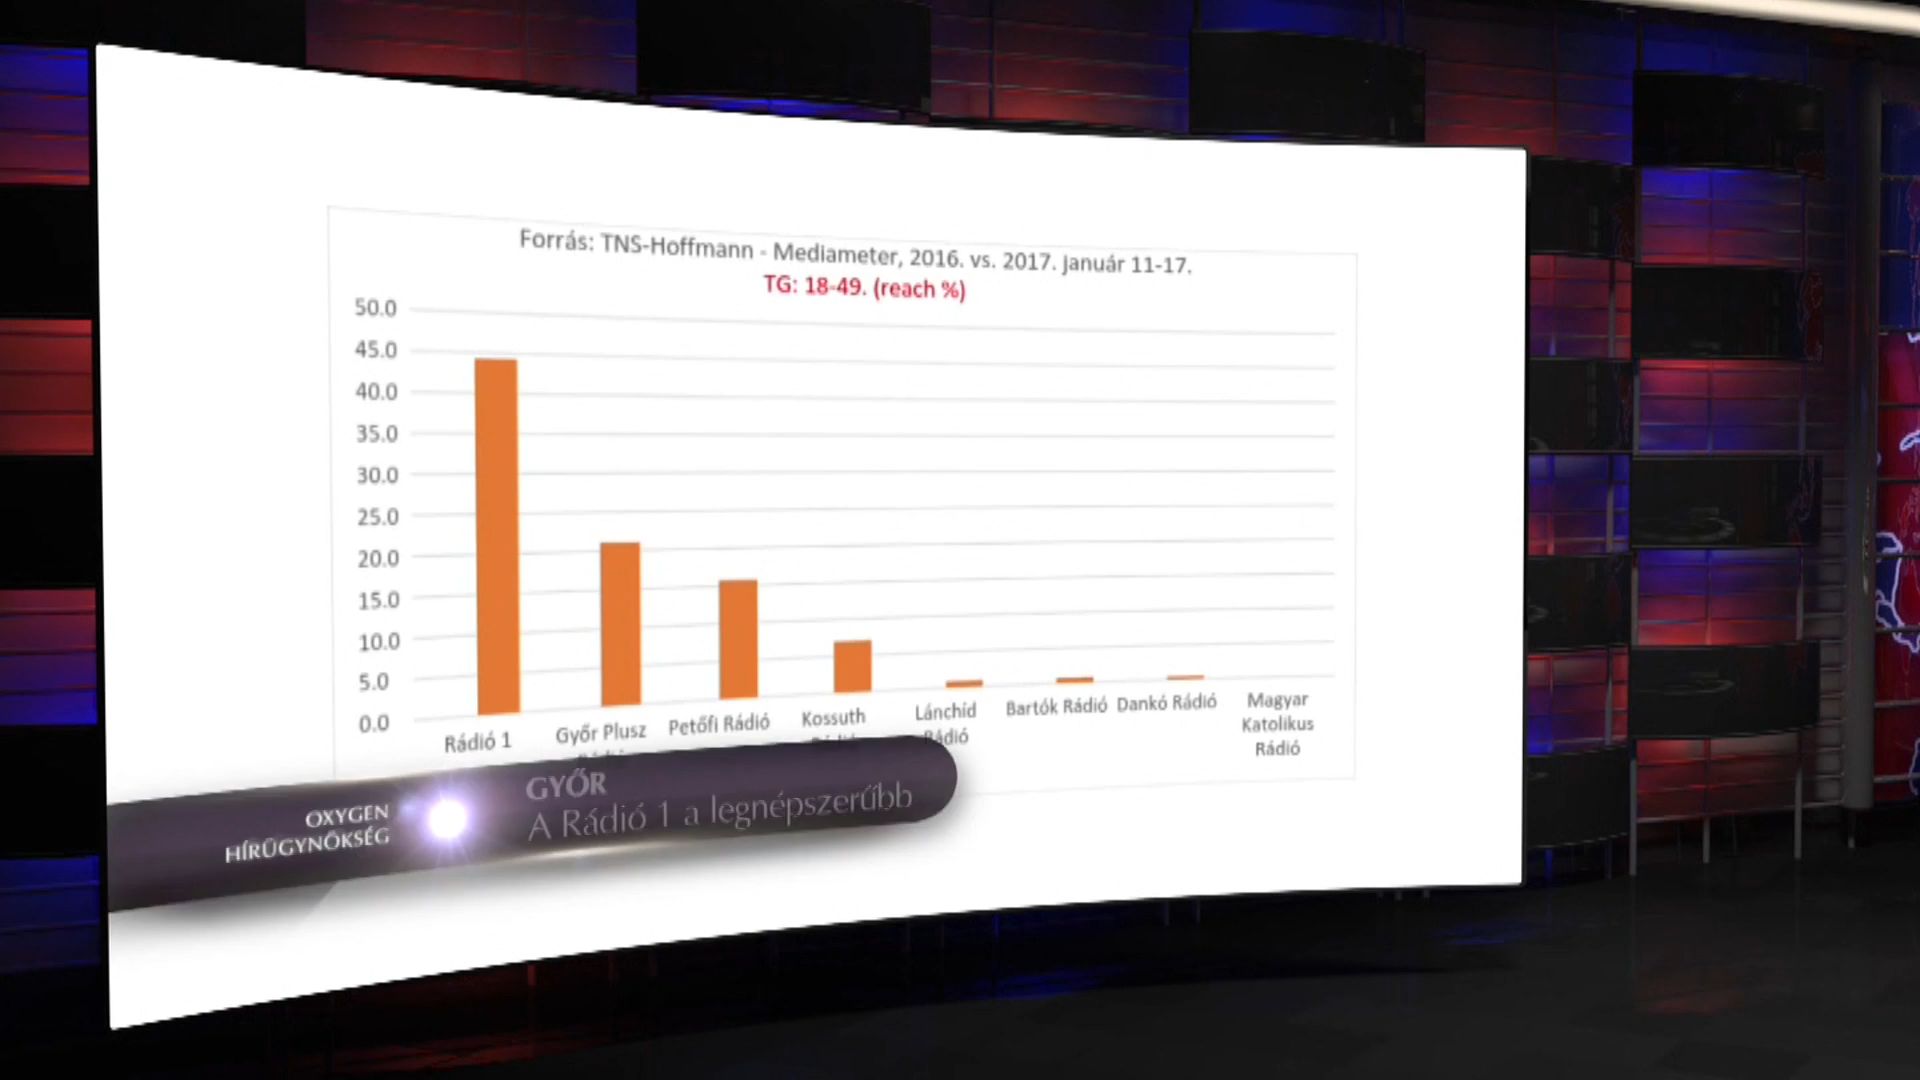 Forrás: TNS-Hoffmann - Mediameter, 2016. vs. 2017. január 11-17.
TG: 18-49. (reach %)
50.0
45.0
40.0
35.0
30.0
25.0
20.0
15.0
10.0
5.0
0.0
Rádió 1
Győr Plusz
Petőfi Rádió
Kossuth
Lánchíd
Rádió
Bartók Rádió
Dankó Rádió
Magyar
Katolikus
Rádió
OXYGEN
HÍRÜGYNÖKSÉG
GYŐR
A Rádió 1 a legnépszerűbb